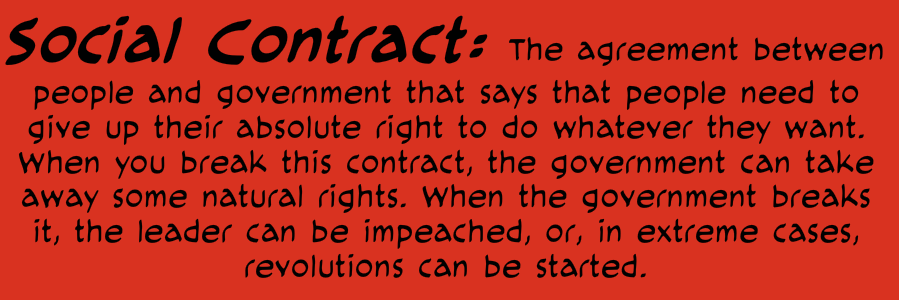 Social Contract: The agreement between
people and government that says that people need to
give up their absolute right to do whatever they want.
When you break this contract, the government can take
away some natural rights. When the government breaks
it, the leader can be impeached, or, in extreme cases,
revolutions can be started.